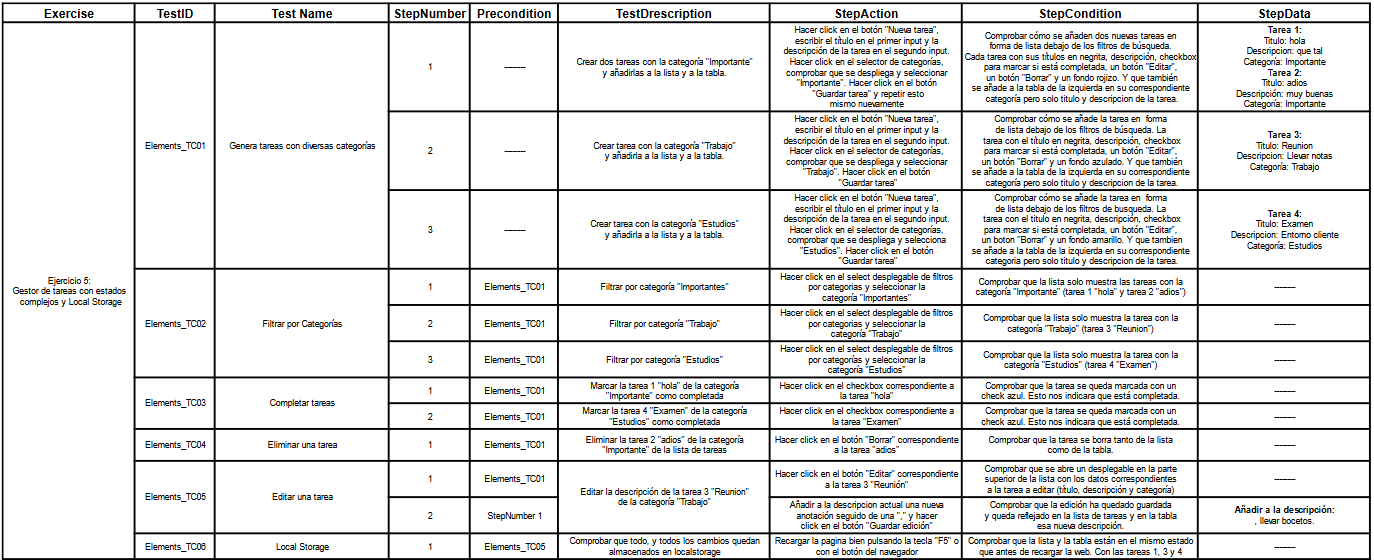 Exercise TestID Test Name StepNumber Precondition TestDrescription StepAction StepCondition StepData
Ejercicio 5:
Gestor de tareas con estados
complejos y Local Storage
Elements_TC01
Genera tareas con diversas categorías
1
--------
Crear dos tareas con la categoría "Importante"
y añadirlas a la lista y a la tabla.
Hacer click en el botón "Nueva tarea",
escribir el título en el primer input y la
descripción de la tarea en el segundo input.
Hacer click en el selector de categorías,
comprobar que se despliega y seleccionar
"Importante". Hacer click en el botón
"Guardar tarea" y repetir esto
mismo nuevamente
Comprobar cómo se añaden dos nuevas tareas en
forma de lista debajo de los filtros de búsqueda.
Cada tarea con sus títulos en negrita, descripción, checkbox
para marcar si está completada, un botón "Editar",
un botón "Borrar" y un fondo rojizo. Y que también
se añade a la tabla de la izquierda en su correspondiente
categoría pero solo titulo y descripcion de la tarea.
Tarea 1:
Titulo: hola
Descripcion: que tal
Categoría: Importante
Tarea 2:
Titulo: adios
Descripción: muy buenas
Categoría: Importante
2
--------
Crear tarea con la categoría "Trabajo"
y añadirla a la lista y a la tabla.
Hacer click en el botón "Nueva tarea",
escribir el título en el primer input y la
descripción de la tarea en el segundo input.
Hacer click en el selector de categorías,
comprobar que se despliega y seleccionar
"Trabajo". Hacer click en el botón
"Guardar tarea"
Comprobar cómo se añade la tarea en forma
de lista debajo de los filtros de búsqueda. La
tarea con el título en negrita, descripción, checkbox
para marcar si está completada, un botón "Editar",
un botón "Borrar" y un fondo azulado. Y que también
se añade a la tabla de la izquierda en su correspondiente
categoría pero solo titulo y descripcion de la tarea.
Tarea 3:
Titulo: Reunion
Descripcion: Llevar notas
Categoría: Trabajo
3
--------
Crear tarea con la categoría "Estudios"
y añadirla a la lista y a la tabla.
Hacer click en el botón "Nueva tarea",
escribir el título en el primer input y la
descripción de la tarea en el segundo input.
Hacer click en el selector de categorías,
comprobar que se despliega y selecciona
"Estudios". Hacer click en el botón
"Guardar tarea"
Comprobar cómo se añade la tarea en forma
de lista debajo de los filtros de busqueda. La
tarea con el titulo en negrita, descripción, checkbox
para marcar si está completada, un botón "Editar",
un botón "Borrar" y un fondo amarillo. Y que tambien
se añade a la tabla de la izquierda en su correspondiente
categoria pero solo titulo y descripcion de la tarea.
Tarea 4:
Titulo: Examen
Descripcion: Entorno cliente
Categoría: Estudios
Elements_TC02
Filtrar por Categorías
1
Elements_TC01
Filtrar por categoría "Importantes"
Hacer click en el select desplegable de filtros
por categorias y seleccionar la
categoría "Importantes"
Comprobar que la lista solo muestra las tareas con la
categoría "Importante" (tarea 1 "hola" y tarea 2 "adios")
--------
2
Elements_TC01
Filtrar por categoría "Trabajo"
Hacer click en el select desplegable de filtros
por categorias y seleccionar la
categoría "Trabajo"
Comprobar que la lista solo muestra la tarea con la
categoría "Trabajo" (tarea 3 "Reunion")
--------
3
Elements_TC01
Filtrar por categoría "Estudios"
Hacer click en el select desplegable de filtros
por categorías y seleccionar la
categoría "Estudios"
Comprobar que la lista solo muestra la tarea con la
categoría "Estudios" (tarea 4 "Examen")
--------
Elements_TC03
Completar tareas
1
Elements_TC01
Marcar la tarea 1 "hola" de la categoría
"Importante" como completada
Hacer click en el checkbox correspondiente a
la tarea "hola"
Comprobar que la tarea se queda marcada con un
check azul. Esto nos indicara que está completada.
--------
2
Elements_TC01
Marcar la tarea 4 "Examen" de la categoría
"Estudios" como completada
Hacer click en el checkbox correspondiente a
la tarea "Examen"
Comprobar que la tarea se queda marcada con un
check azul. Esto nos indicara que está completada.
--------
Elements_TC04
Eliminar una tarea
1
Elements_TC01
Eliminar la tarea 2 "adios" de la categoría
"Importante" de la lista de tareas
Hacer click en el botón "Borrar" correspondiente
a la tarea "adios"
Comprobar que la tarea se borra tanto de la lista
como de la tabla.
--------
Elements_TC05
Editar una tarea
1
Elements_TC01
Editar la descripción de la tarea 3 "Reunion"
de la categoría "Trabajo"
Hacer click en el botón "Editar" correspondiente
a la tarea 3 "Reunión"
Comprobar que se abre un desplegable en la parte
superior de la lista con los datos correspondientes
a la tarea a editar (título, descripción y categoría)
--------
2
StepNumber 1
Añadir a la descripcion actual una nueva
anotación seguido de una "," y hacer
click en el botón "Guardar edición"
Comprobar que la edición ha quedado guardada
y queda reflejado en la lista de tareas y en la tabla
esa nueva descripción.
Añadir a la descripción:
, llevar bocetos.
Elements_TC06
Local Storage
1
Elements_TC05
Comprobar que todo, y todos los cambios quedan
almacenados en localstorage
Recargar la pagina bien pulsando la tecla "F5" o
con el botón del navegador
Comprobar que la lista y la tabla están en el mismo estado
que antes de recargar la web. Con las tareas 1, 3 y 4
--------